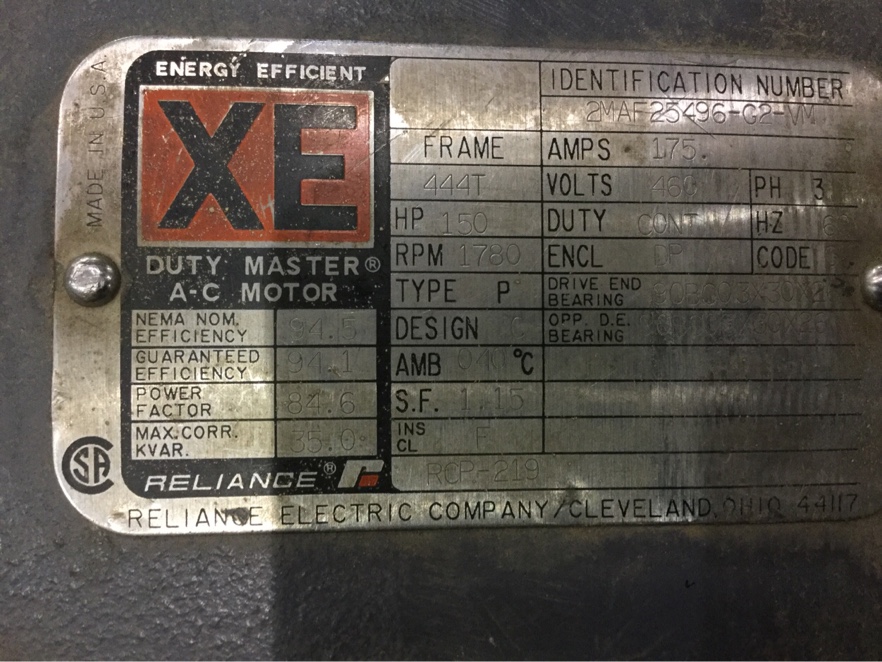 MADE IN U.S.A.
ENERGY EFFICIENT
XE
DUTY MASTER®
A-C MOTOR
NEMA NOM. EFFICIENCY 94.5
GUARANTEED EFFICIENCY 94.1
POWER FACTOR 84.6
MAX.CORR. KVAR. 35.0
RELIANCE®
IDENTIFICATION NUMBER
2MAF25496-G2-VM
FRAME AMPS 175.
444T VOLTS 460 PH 3
HP 150 DUTY CONT HZ
RPM 1780 ENCL DP CODE
TYPE P DRIVE END BEARING
DESIGN OPP. D.E. BEARING
AMB 040 °C
S.F. 1.15
INS CL F
RCP-219
RELIANCE ELECTRIC COMPANY/CLEVELAND, OHIO 44117